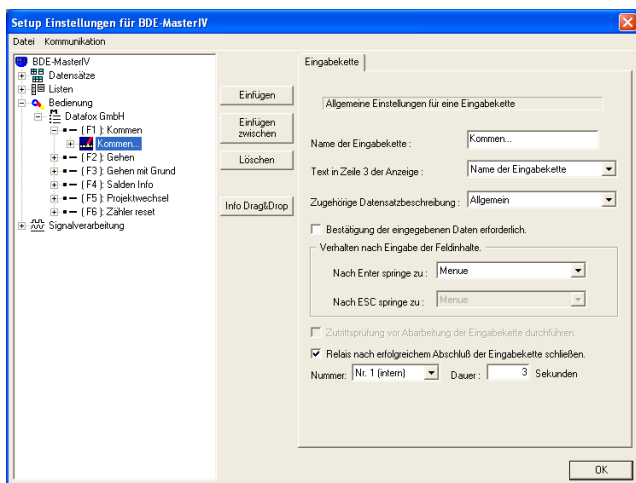 Setup Einstellungen für BDE-MasterIV
Datei Kommunikation
BDE-MasterIV
Datensätze
Listen
Bedienung
Datafox GmbH
( F1 ): Kommen
Kommen...
( F2 ): Gehen
( F3 ): Gehen mit Grund
( F4 ): Salden Info
( F5 ): Projektwechsel
( F6 ): Zähler reset
Signalverarbeitung
Einfügen
Einfügen
zwischen
Löschen
Info Drag&Drop
Eingabekette
Allgemeine Einstellungen für eine Eingabekette
Name der Eingabekette : Kommen...
Text in Zeile 3 der Anzeige : Name der Eingabekette
Zugehörige Datensatzbeschreibung : Allgemein
Bestätigung der eingegebenen Daten erforderlich.
Verhalten nach Eingabe der Feldinhalte.
Nach Enter springe zu : Menue
Nach ESC springe zu : Menue
Zutrittsprüfung vor Abarbeitung der Eingabekette durchführen.
Relais nach erfolgreichem Abschluß der Eingabekette schließen.
Nummer: Nr. 1 (intern) Dauer : 3 Sekunden
OK